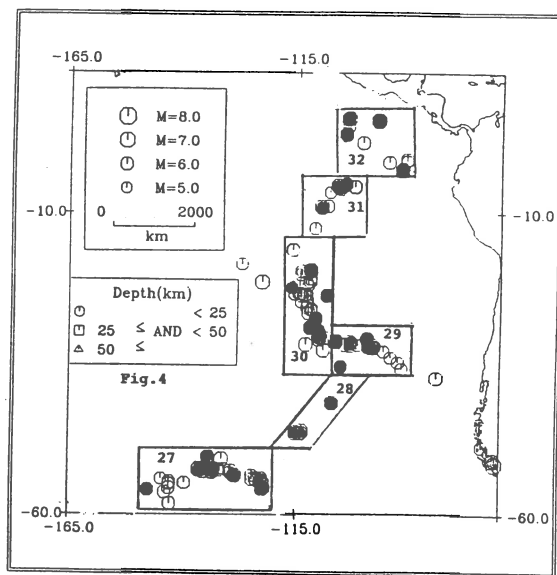 -165.0
-115.0
M=8.0
M=7.0
M=6.0
M=5.0
0 2000
km
32
31
-10.0
-10.0
Depth(km)
< 25
25 ≤ AND < 50
50 ≤
Fig.4
30
29
28
27
-60.0
-60.0
-165.0
-115.0